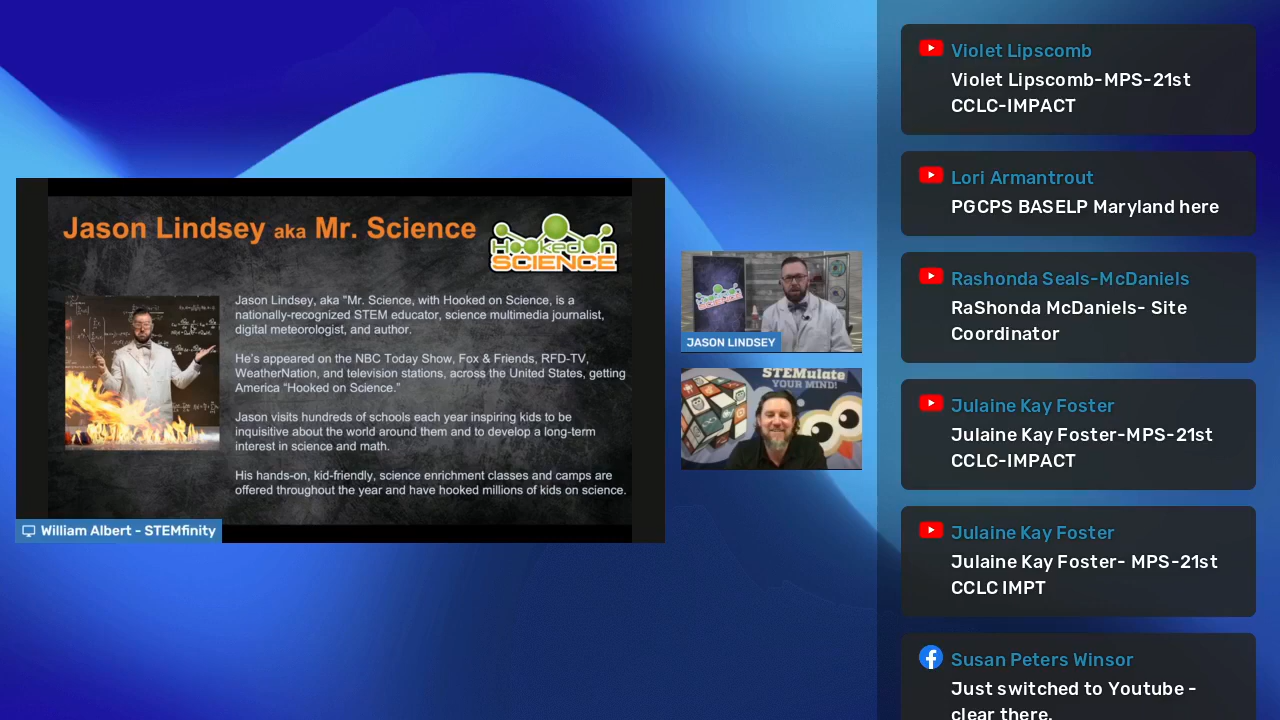 Jason Lindsey aka Mr. Science
Hooked On
SCIENCE
Jason Lindsey, aka "Mr. Science, with Hooked on Science, is a
nationally-recognized STEM educator, science multimedia journalist,
digital meteorologist, and author.
He's appeared on the NBC Today Show, Fox & Friends, RFD-TV,
WeatherNation, and television stations, across the United States, getting
America “Hooked on Science.”
Jason visits hundreds of schools each year inspiring kids to be
inquisitive about the world around them and to develop a long-term
interest in science and math.
His hands-on, kid-friendly, science enrichment classes and camps are
offered throughout the year and have hooked millions of kids on science.
William Albert - STEMfinity
JASON LINDSEY
STEMulate
YOUR MIND!
Violet Lipscomb
Violet Lipscomb-MPS-21st
CCLC-IMPACT
Lori Armantrout
PGCPS BASELP Maryland here
Rashonda Seals-McDaniels
RaShonda McDaniels- Site
Coordinator
Julaine Kay Foster
Julaine Kay Foster-MPS-21st
CCLC-IMPACT
Julaine Kay Foster
Julaine Kay Foster- MPS-21st
CCLC IMPT
Susan Peters Winsor
Just switched to Youtube -
clear there.